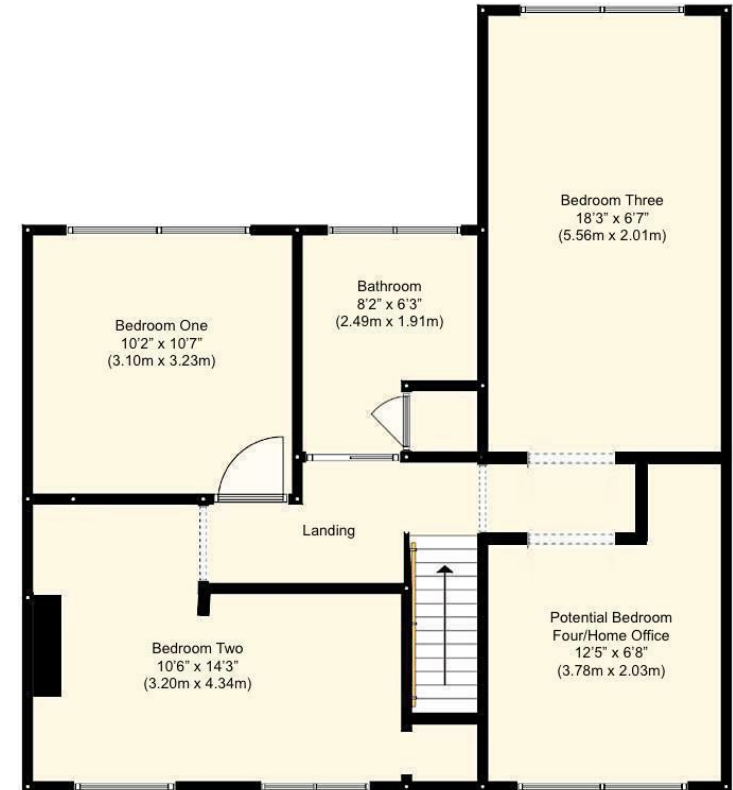 Bedroom Three
18’3” x 6’7”
(5.56m x 2.01m)
Bathroom
8’2” x 6’3”
(2.49m x 1.91m)
Bedroom One
10’2” x 10’7”
(3.10m x 3.23m)
Landing
Potential Bedroom
Four/Home Office
12’5” x 6’8”
(3.78m x 2.03m)
Bedroom Two
10’6” x 14’3”
(3.20m x 4.34m)